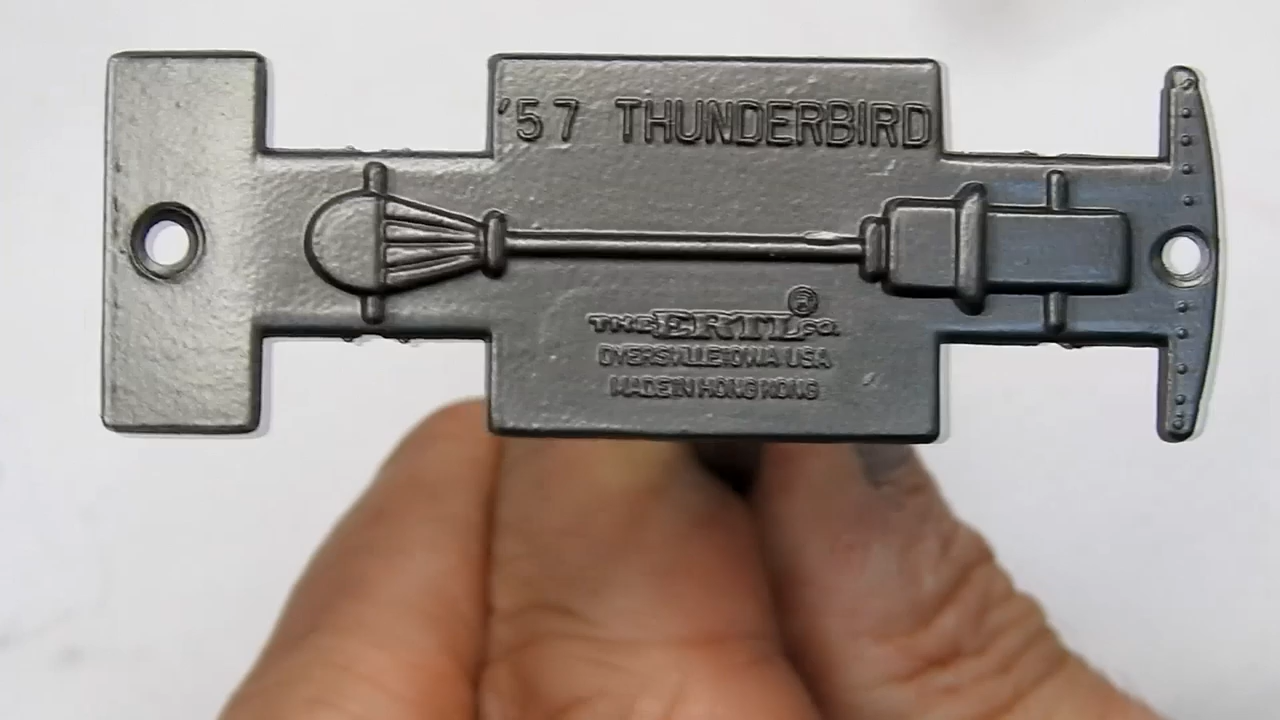 '57 THUNDERBIRD
THE ERTL® CO.
DYERSVILLE IOWA USA
MADE IN HONG KONG